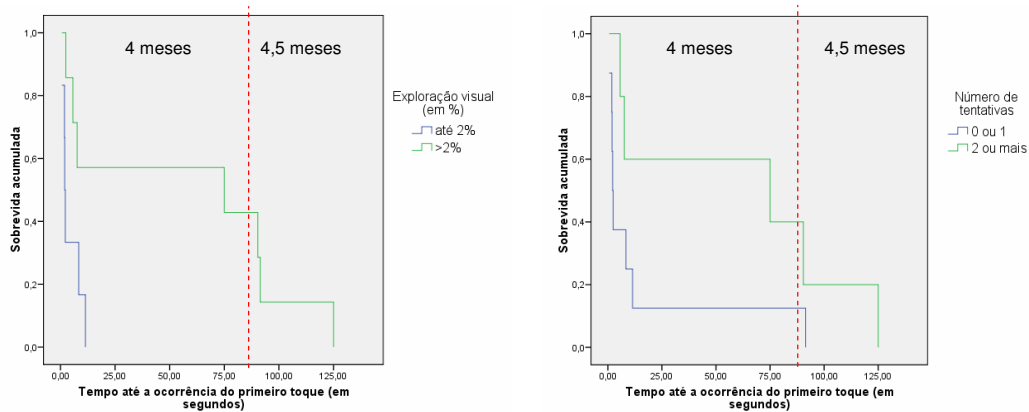 4 meses
4,5 meses
1,0
0,8
0,6
0,4
0,2
0,0
Sobrevida acumulada
0,00
25,00
50,00
75,00
100,00
125,00
Tempo até a ocorrência do primeiro toque (em
segundos)
Exploração visual
(em %)
até 2%
>2%
4 meses
4,5 meses
1,0
0,8
0,6
0,4
0,2
0,0
Sobrevida acumulada
0,00
25,00
50,00
75,00
100,00
125,00
Tempo até a ocorrência do primeiro toque (em
segundos)
Número de
tentativas
0 ou 1
2 ou mais